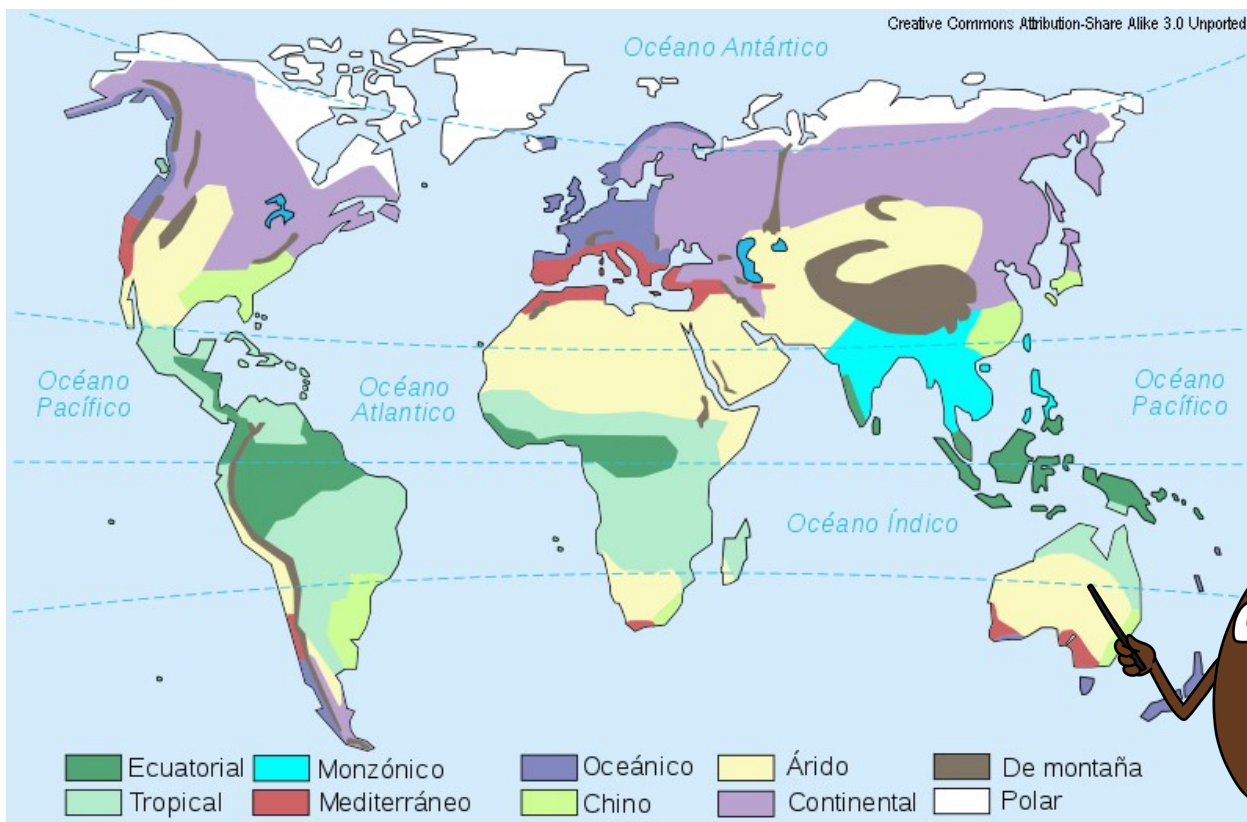 Creative Commons Attribution-Share Alike 3.0 Unported
Océano Antártico
Océano
Pacífico
Océano
Atlantico
Océano
Pacífico
Océano Índico
Ecuatorial
Monzónico
Oceánico
Árido
De montaña
Tropical
Mediterráneo
Chino
Continental
Polar